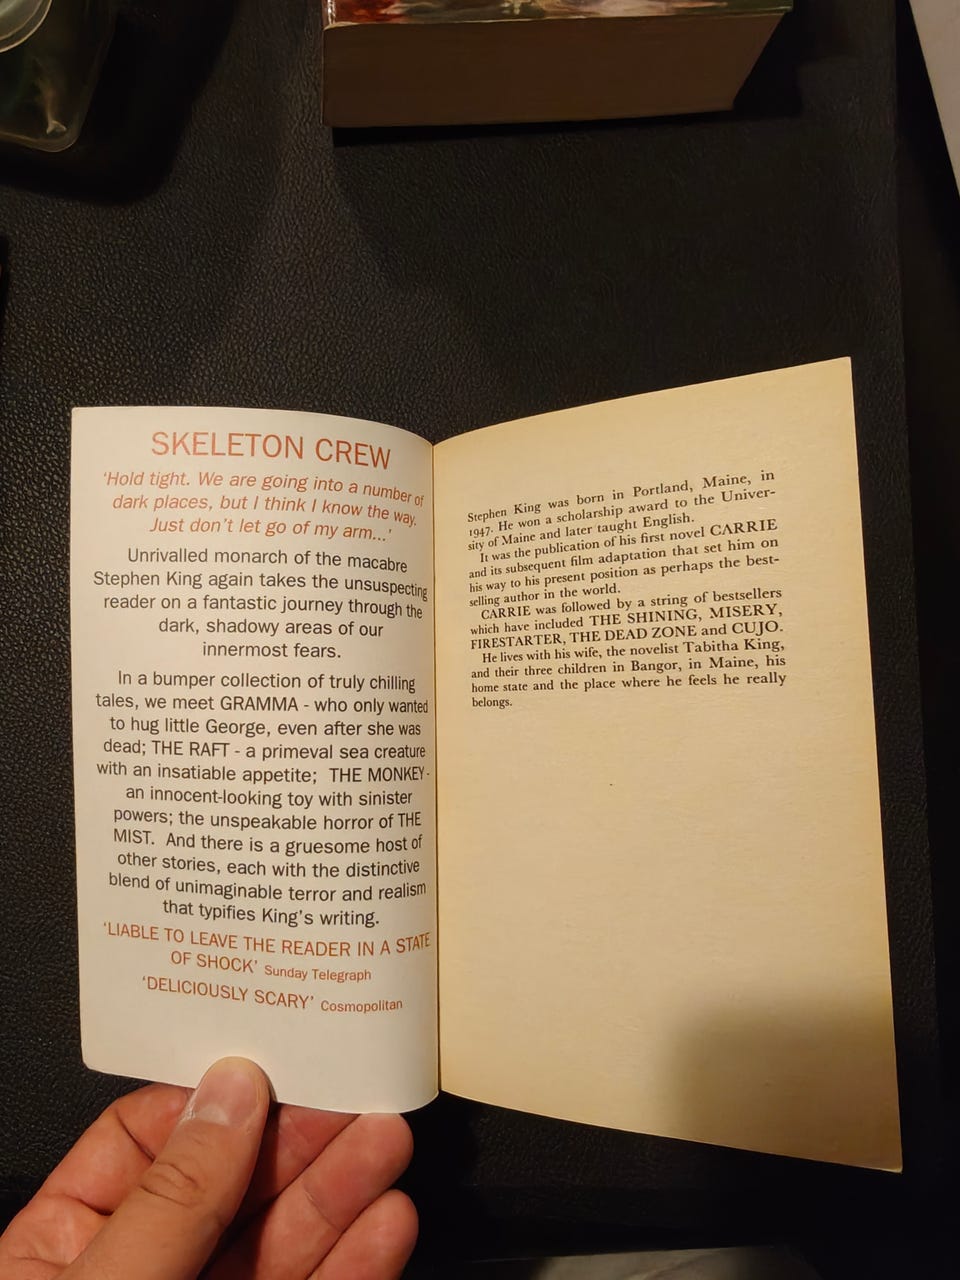 SKELETON CREW
'Hold tight. We are going into a number of
dark places, but I think I know the way.
Just don't let go of my arm...'
Unrivalled monarch of the macabre
Stephen King again takes the unsuspecting
reader on a fantastic journey through the
dark, shadowy areas of our
innermost fears.
In a bumper collection of truly chilling
tales, we meet GRAMMA - who only wanted
to hug little George, even after she was
dead; THE RAFT - a primeval sea creature
with an insatiable appetite; THE MONKEY -
an innocent-looking toy with sinister
powers; the unspeakable horror of THE
MIST. And there is a gruesome host of
other stories, each with the distinctive
blend of unimaginable terror and realism
that typifies King's writing.
'LIABLE TO LEAVE THE READER IN A STATE
OF SHOCK' Sunday Telegraph
'DELICIOUSLY SCARY' Cosmopolitan
Stephen King was born in Portland, Maine, in
1947. He won a scholarship award to the Univer-
sity of Maine and later taught English.
It was the publication of his first novel CARRIE
and its subsequent film adaptation that set him on
his way to his present position as perhaps the best-
selling author in the world.
CARRIE was followed by a string of bestsellers
which have included THE SHINING, MISERY,
FIRESTARTER, THE DEAD ZONE and CUJO.
He lives with his wife, the novelist Tabitha King,
and their three children in Bangor, in Maine, his
home state and the place where he feels he really
belongs.